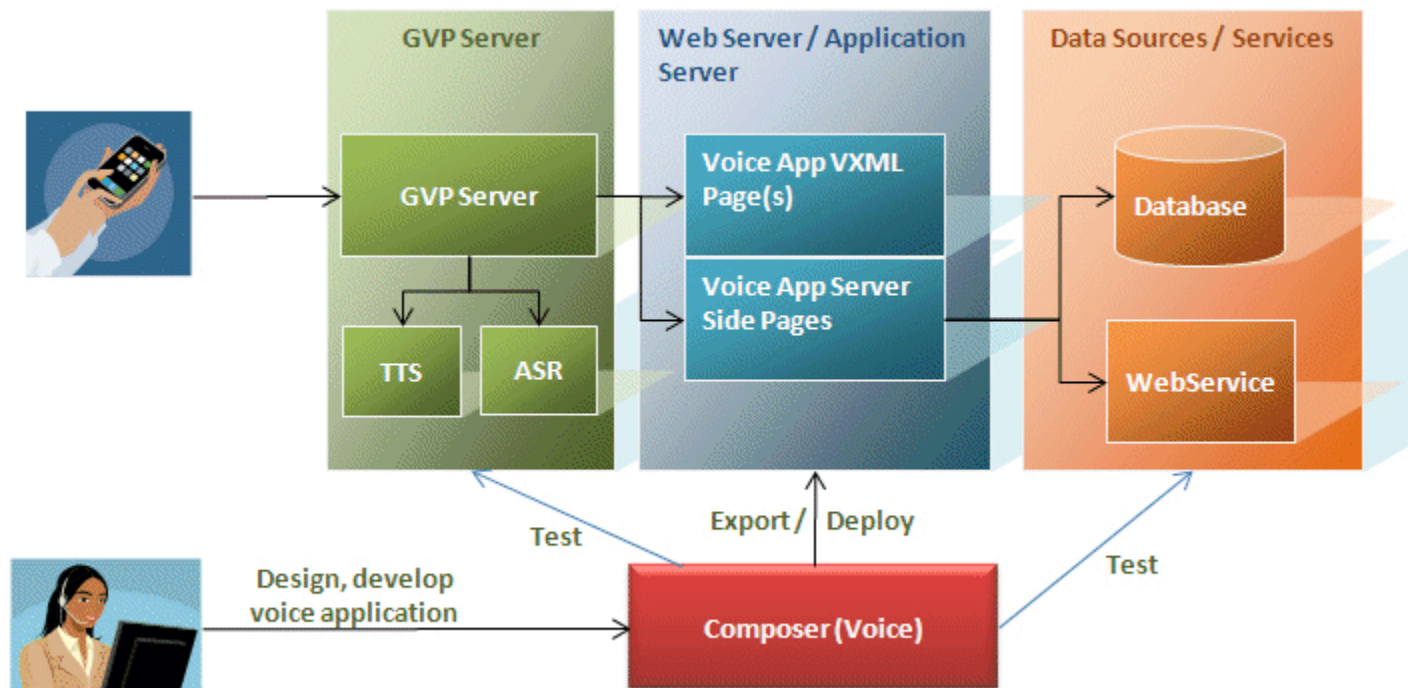 GVP Server
Web Server / Application
Server
Data Sources / Services
GVP Server
Voice App VXML
Page(s)
Database
Voice App Server
Side Pages
TTS
ASR
WebService
Test
Export / Deploy
Test
Design, develop
voice application
Composer (Voice)